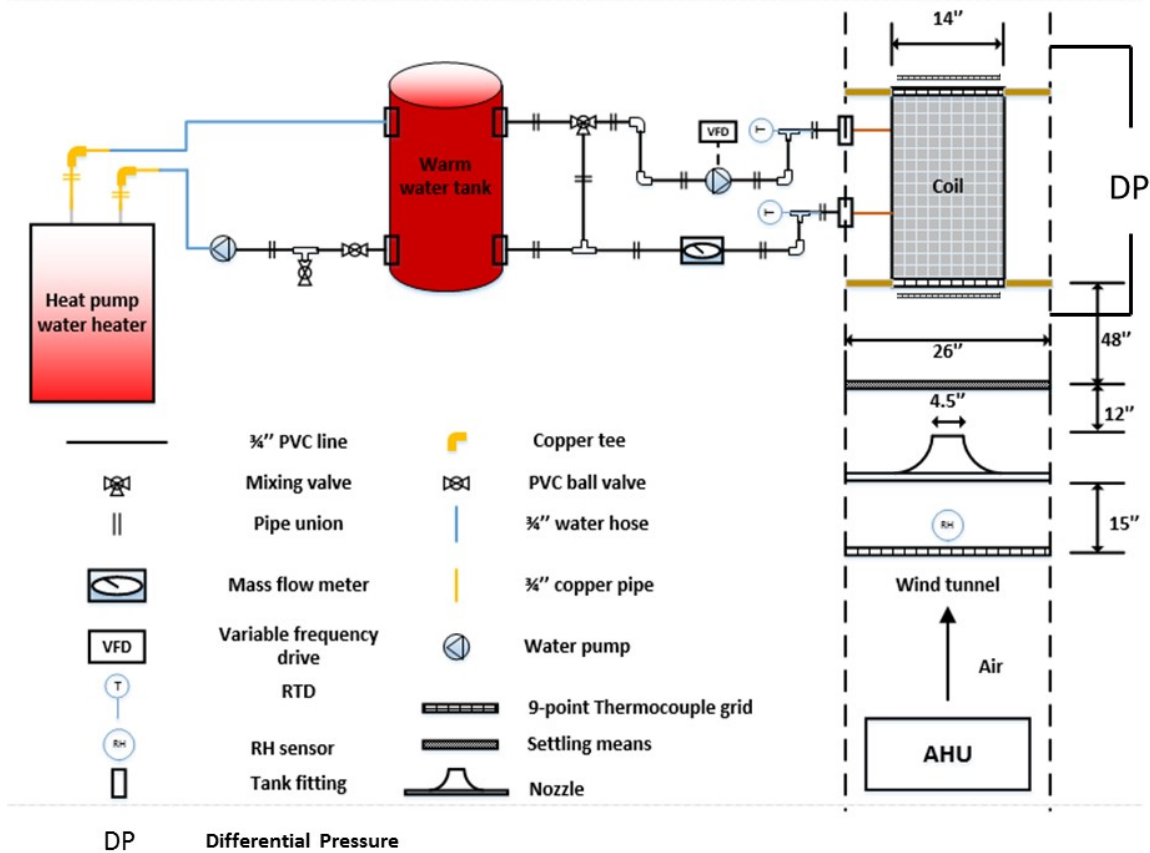 14"
VFD
T
Warm
water tank
Coil
DP
T
Heat pump
water heater
48"
26"
4.5"
12"
¾" PVC line
Copper tee
Mixing valve
PVC ball valve
Pipe union
¾" water hose
RH
15"
Mass flow meter
¾" copper pipe
Wind tunnel
VFD
Variable frequency
drive
Water pump
Air
T
RTD
9-point Thermocouple grid
RH
RH sensor
Settling means
AHU
Tank fitting
Nozzle
DP
Differential Pressure